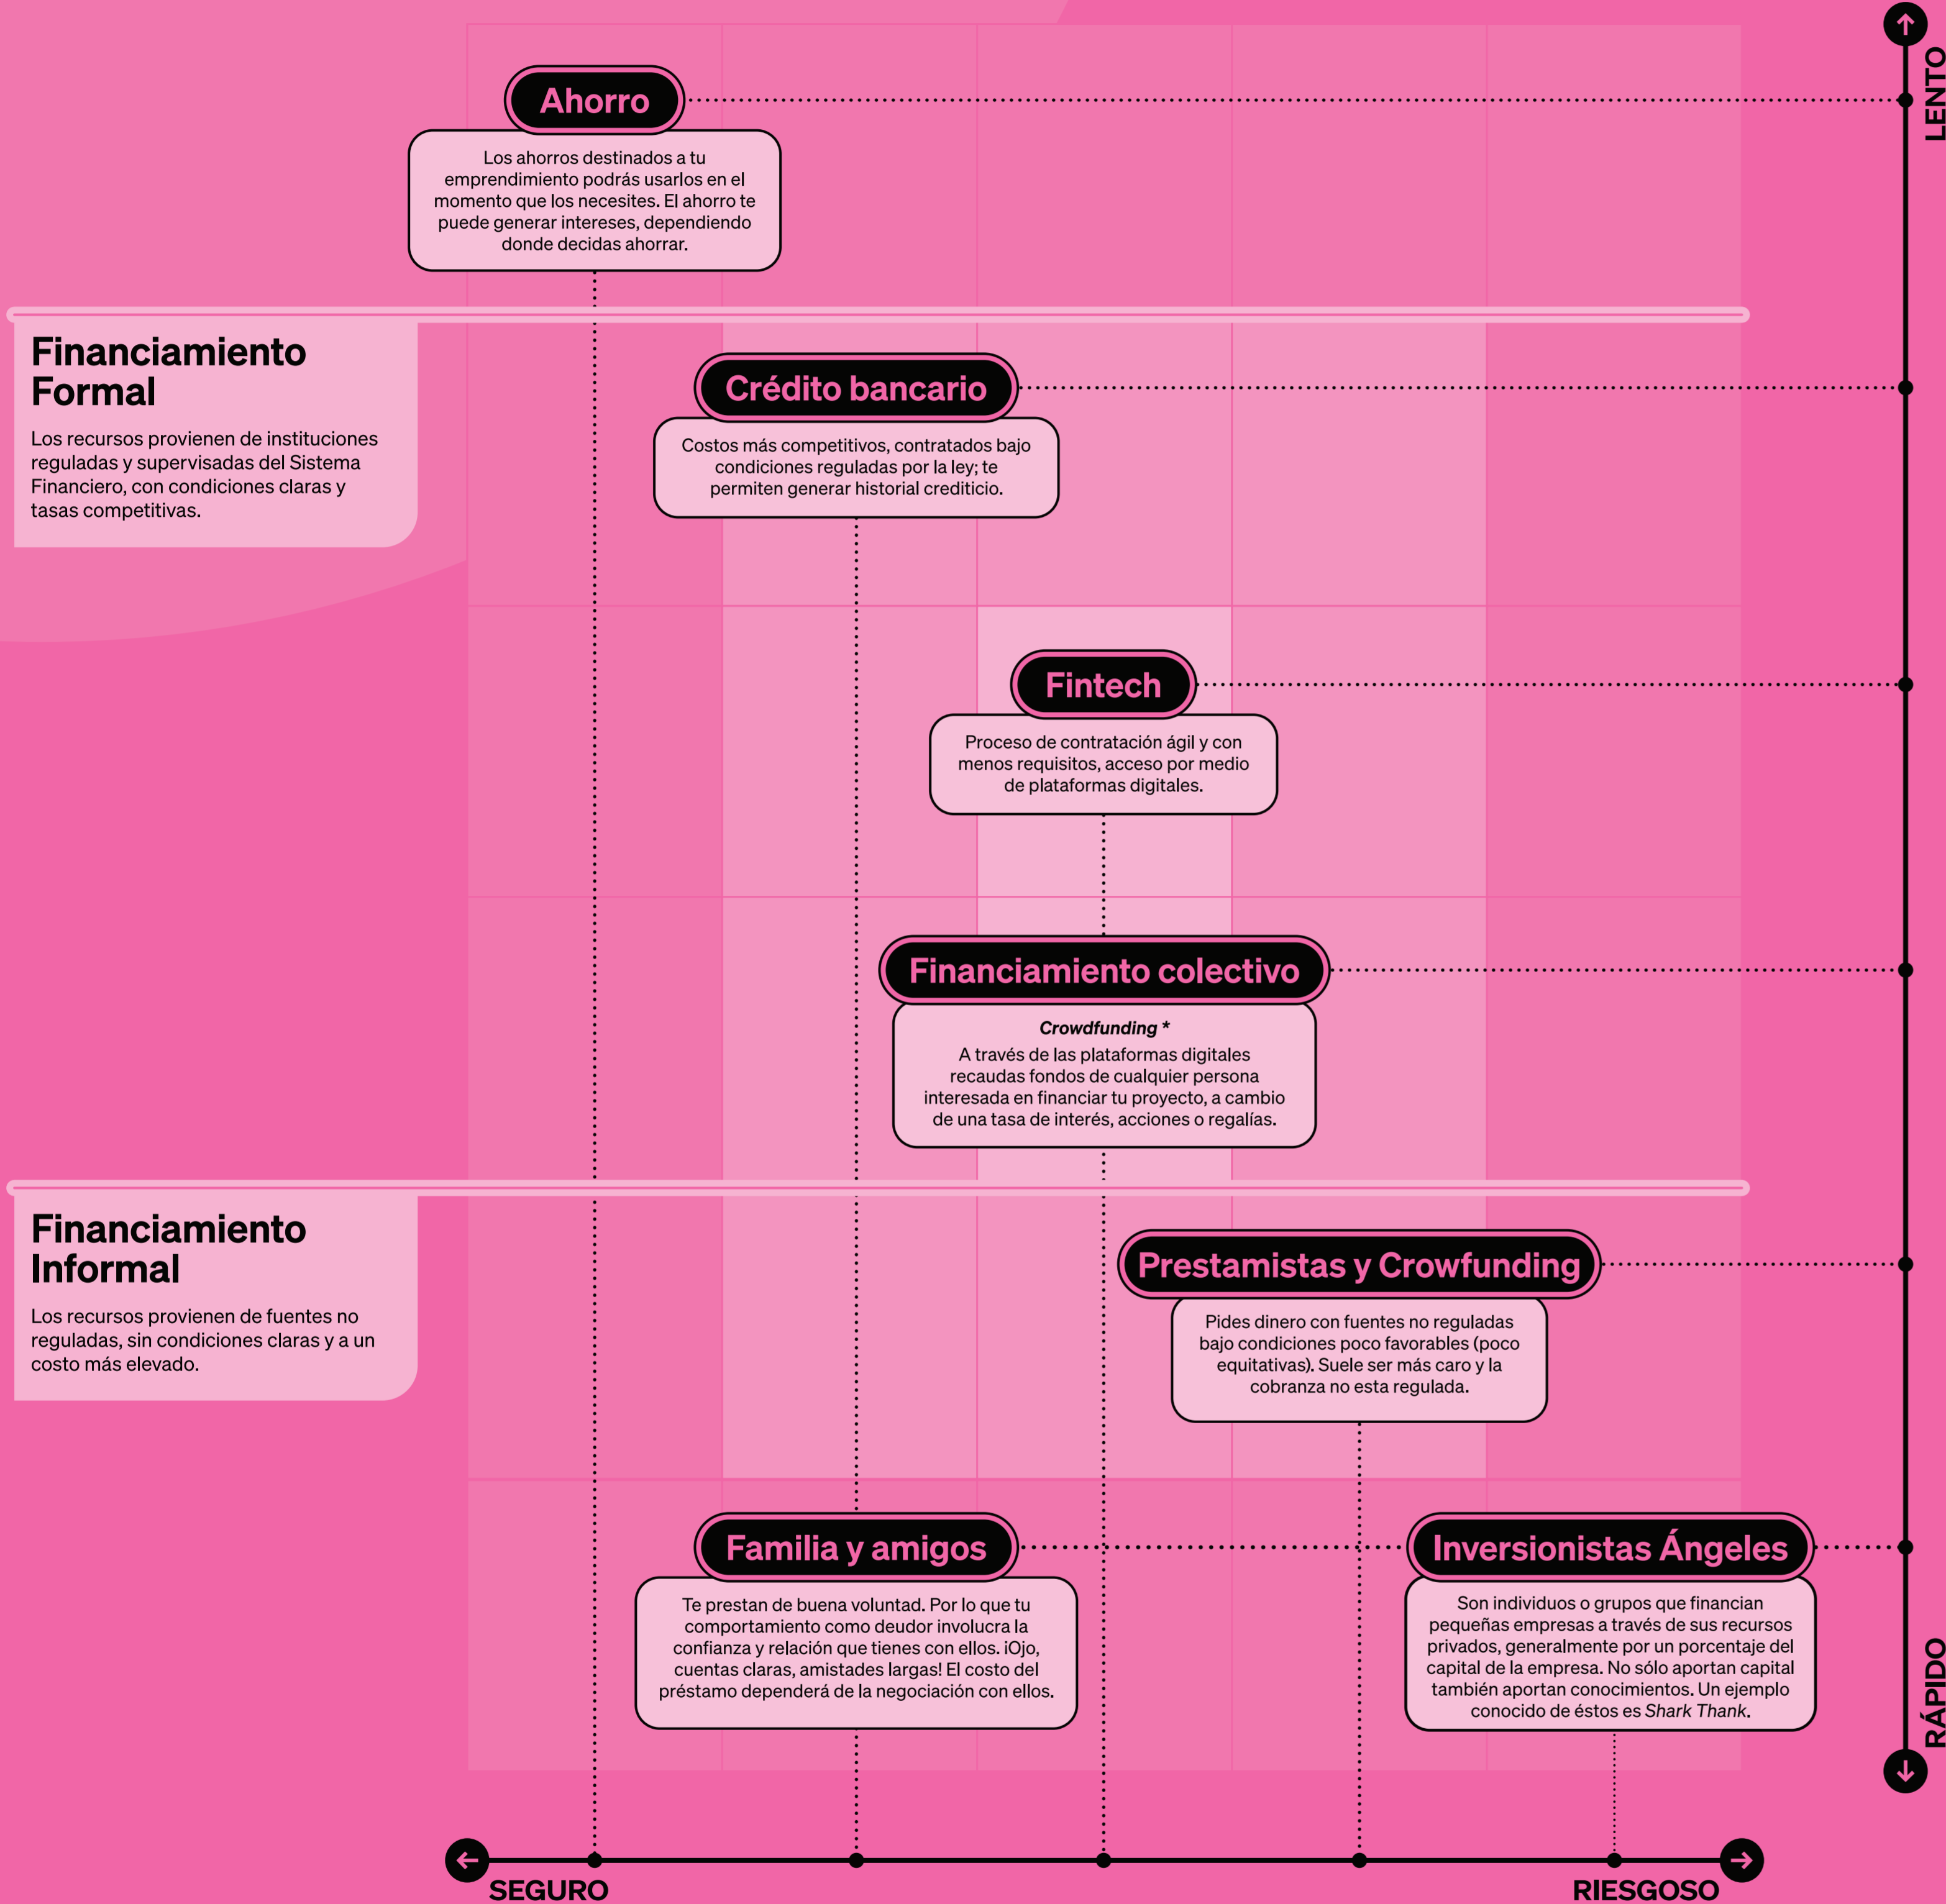 LENTO
Ahorro
Los ahorros destinados a tu
emprendimiento podrás usarlos en el
momento que los necesites. El ahorro te
puede generar intereses, dependiendo
donde decidas ahorrar.
Financiamiento
Formal
Los recursos provienen de instituciones
reguladas y supervisadas del Sistema
Financiero, con condiciones claras y
tasas competitivas.
Crédito bancario
Costos más competitivos, contratados bajo
condiciones reguladas por la ley; te
permiten generar historial crediticio.
Fintech
Proceso de contratación ágil y con
menos requisitos, acceso por medio
de plataformas digitales.
Financiamiento colectivo
Crowdfunding *
A través de las plataformas digitales
recaudas fondos de cualquier persona
interesada en financiar tu proyecto, a cambio
de una tasa de interés, acciones o regalías.
Financiamiento
Informal
Los recursos provienen de fuentes no
reguladas, sin condiciones claras y a un
costo más elevado.
Prestamistas y Crowfunding
Pides dinero con fuentes no reguladas
bajo condiciones poco favorables (poco
equitativas). Suele ser más caro y la
cobranza no esta regulada.
Familia y amigos
Te prestan de buena voluntad. Por lo que tu
comportamiento como deudor involucra la
confianza y relación que tienes con ellos. ¡Ojo,
cuentas claras, amistades largas! El costo del
préstamo dependerá de la negociación con ellos.
Inversionistas Ángeles
Son individuos o grupos que financian
pequeñas empresas a través de sus recursos
privados, generalmente por un porcentaje del
capital de la empresa. No sólo aportan capital
también aportan conocimientos. Un ejemplo
conocido de éstos es Shark Thank.
RÁPIDO
SEGURO
RIESGOSO